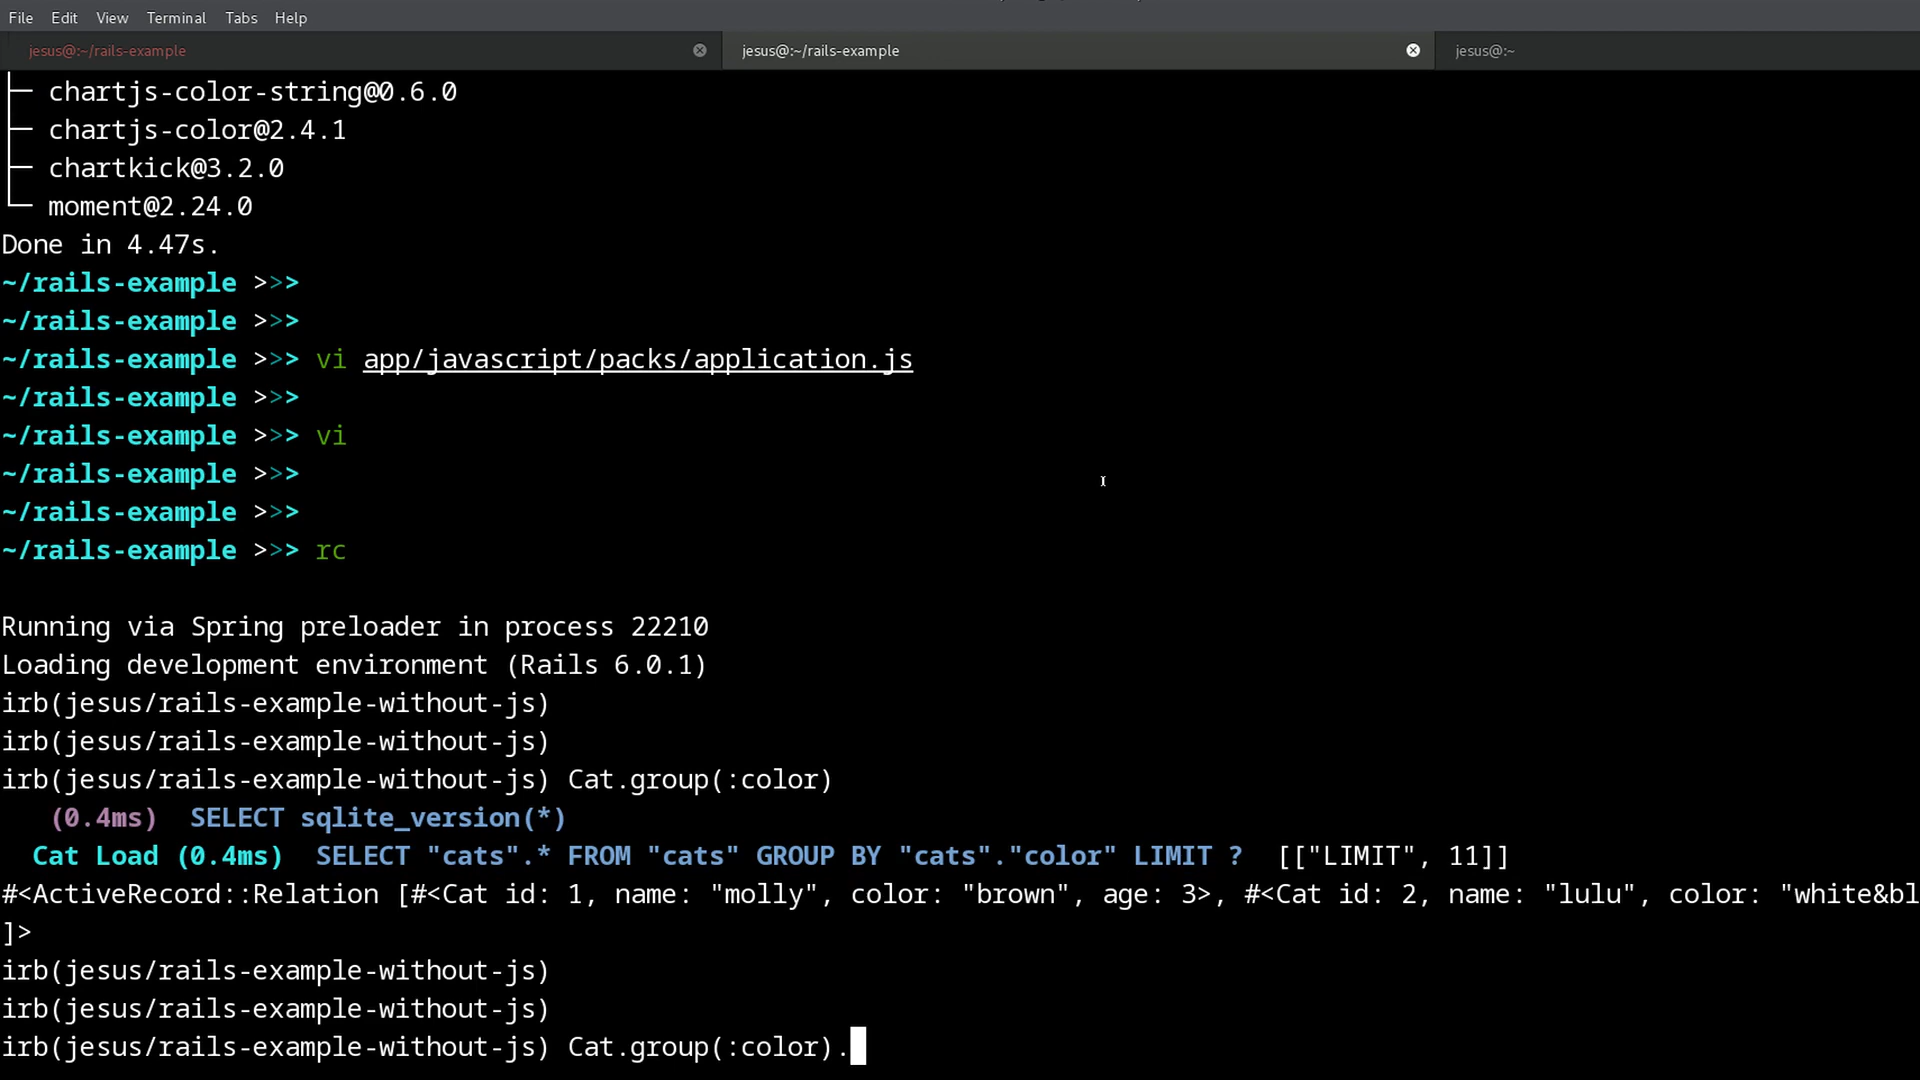 File Edit View Terminal Tabs Help
jesus@:~/rails-example jesus@:~/rails-example jesus@:~
├─ chartjs-color-string@0.6.0
├─ chartjs-color@2.4.1
├─ chartkick@3.2.0
└─ moment@2.24.0
Done in 4.47s.
~/rails-example >>>
~/rails-example >>>
~/rails-example >>> vi app/javascript/packs/application.js
~/rails-example >>>
~/rails-example >>> vi
~/rails-example >>>
~/rails-example >>>
~/rails-example >>> rc
Running via Spring preloader in process 22210
Loading development environment (Rails 6.0.1)
irb(jesus/rails-example-without-js)
irb(jesus/rails-example-without-js)
irb(jesus/rails-example-without-js) Cat.group(:color)
(0.4ms) SELECT sqlite_version(*)
Cat Load (0.4ms) SELECT "cats".* FROM "cats" GROUP BY "cats"."color" LIMIT ? [["LIMIT", 11]]
#<ActiveRecord::Relation [#<Cat id: 1, name: "molly", color: "brown", age: 3>, #<Cat id: 2, name: "lulu", color: "white&bl
]>
irb(jesus/rails-example-without-js)
irb(jesus/rails-example-without-js)
irb(jesus/rails-example-without-js) Cat.group(:color).